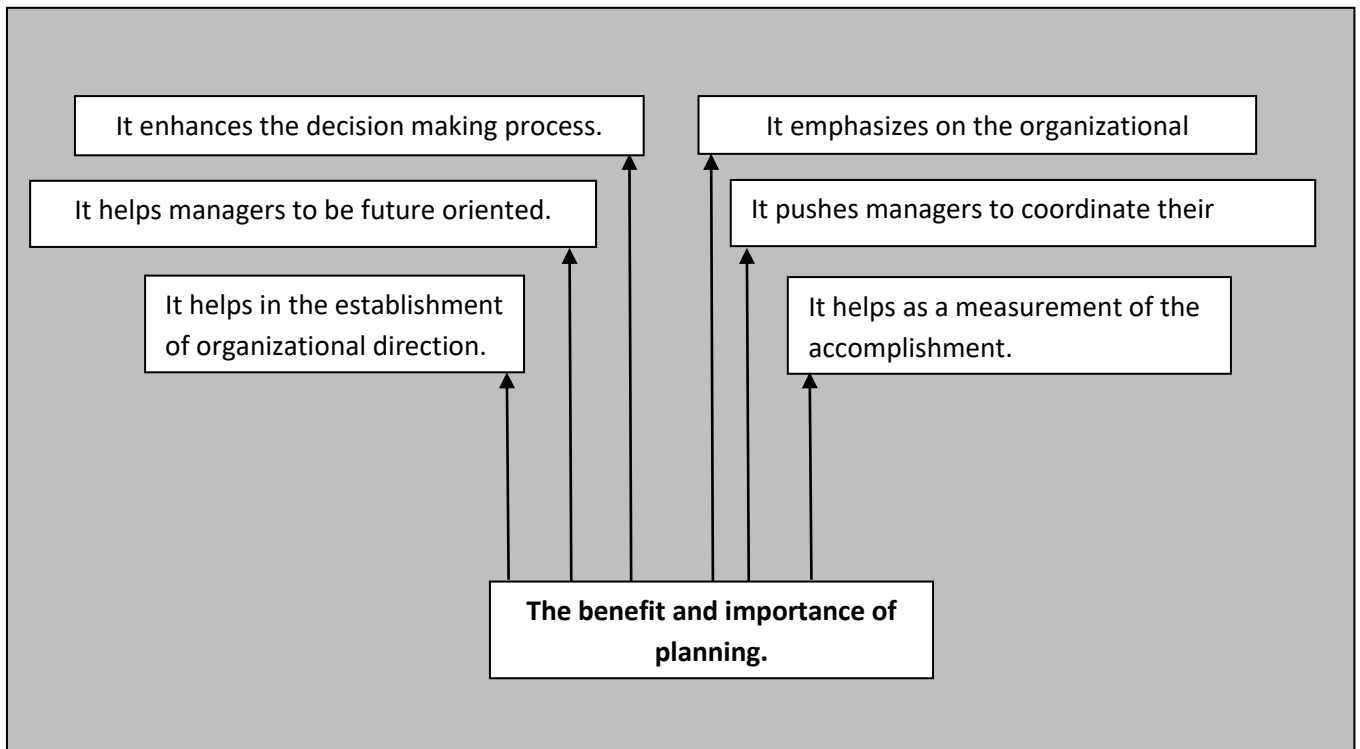 It enhances the decision making process.
It emphasizes on the organizational
It helps managers to be future oriented.
It pushes managers to coordinate their
It helps in the establishment
of organizational direction.
It helps as a measurement of the
accomplishment.
The benefit and importance of
planning.